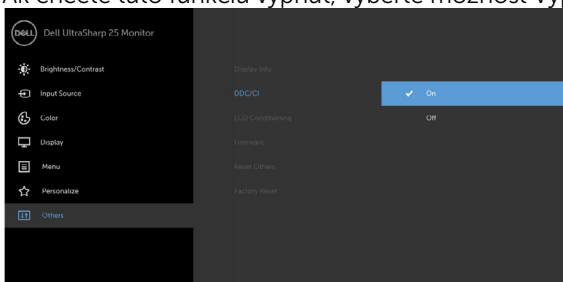 Ak chcete túto funkciu vypnúť, vyberte možnosť Vyp
DELL Dell UltraSharp 25 Monitor
Brightness/Contrast
Display Info
Input Source
DDC/CI
On
Color
LCD Conditioning
Off
Display
Firmware
Menu
Reset Others
Personalize
Factory Reset
Others